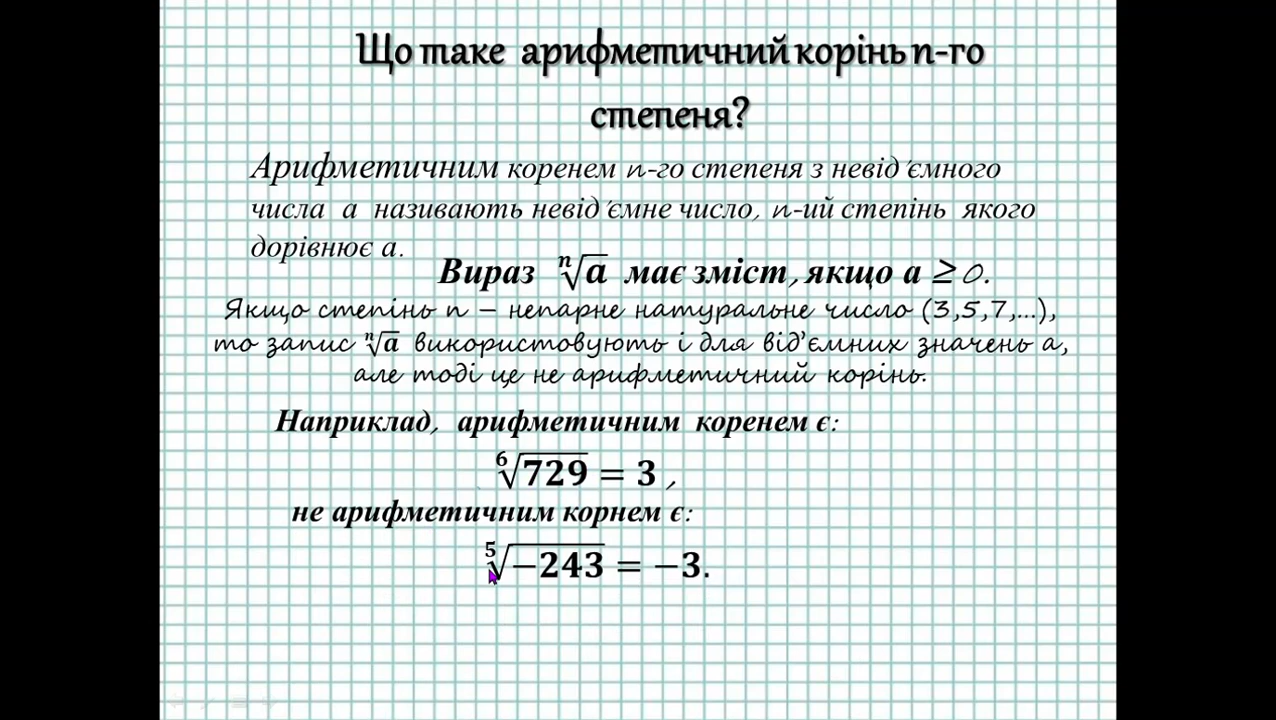 Що таке арифметичний корінь n-го
степеня?
Арифметичним коренем n-го степеня з невід'ємного
числа а називають невід'ємне число, n-ий степінь якого
дорівнює а.
Вираз ⁿ√a має зміст, якщо а ≥ 0.
Якщо степінь n – непарне натуральне число (3,5,7,...),
то запис ⁿ√a використовують і для від'ємних значень а,
але тоді це не арифметичний корінь.
Наприклад, арифметичним коренем є:
⁶√729 = 3 ,
не арифметичним корнем є:
⁵√−243 = −3.